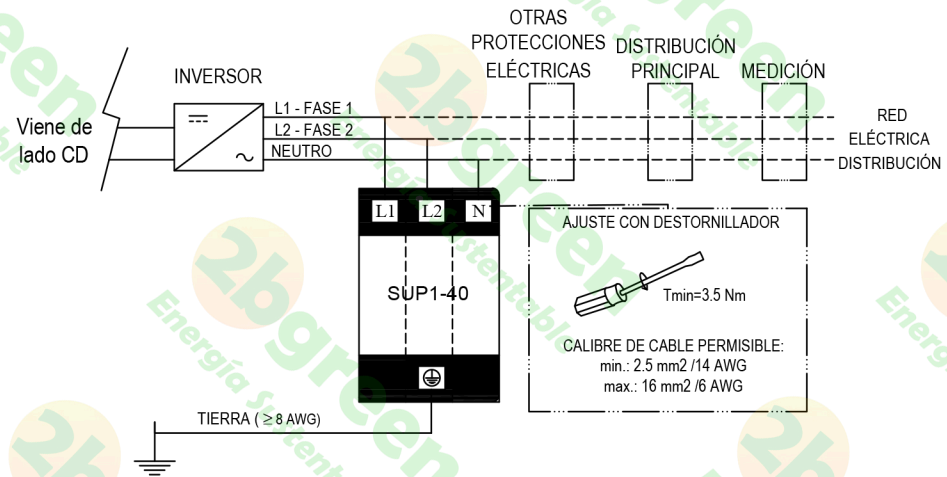 OTRAS
PROTECCIONES
ELÉCTRICAS
DISTRIBUCIÓN
PRINCIPAL
MEDICIÓN
INVERSOR
Viene de
lado CD
L1 - FASE 1
L2 - FASE 2
NEUTRO
RED
ELÉCTRICA
DISTRIBUCIÓN
L1 L2 N
SUP1-40
AJUSTE CON DESTORNILLADOR
Tmin=3.5 Nm
CALIBRE DE CABLE PERMISIBLE:
min.: 2.5 mm2 /14 AWG
max.: 16 mm2 /6 AWG
TIERRA ( ≥ 8 AWG)
2bgreen
Energía Sustentable